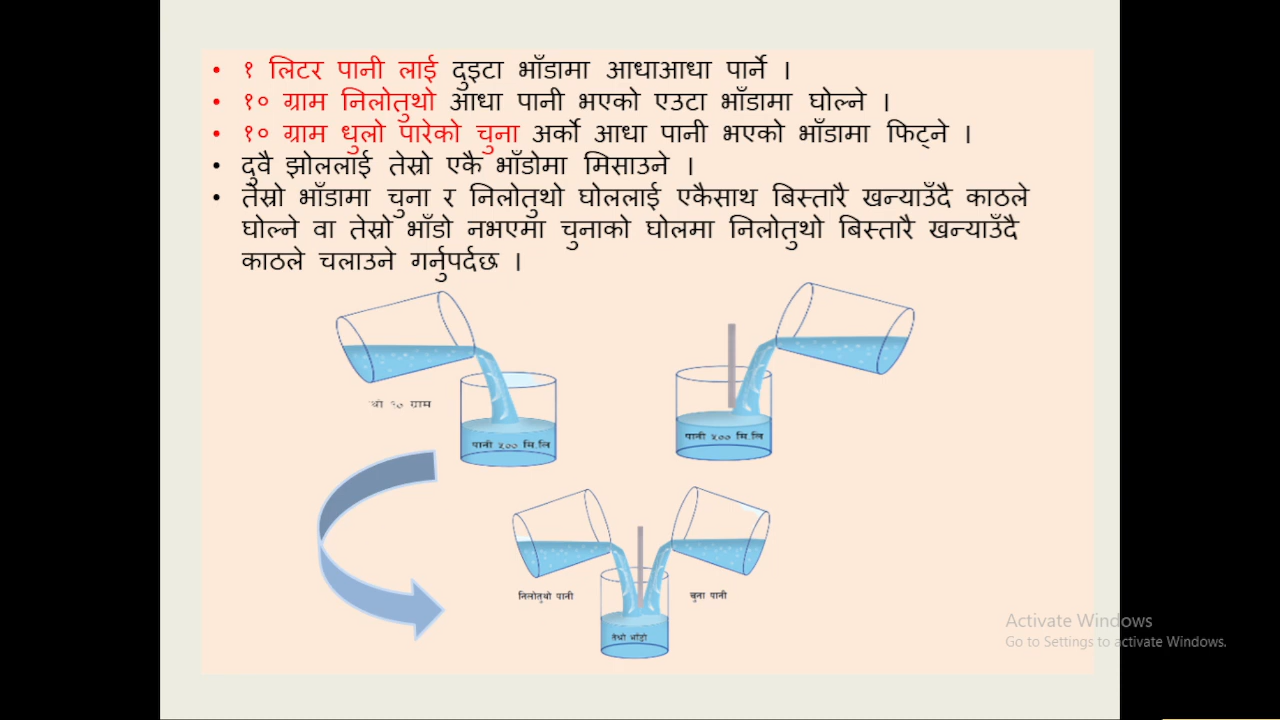 • १ लिटर पानी लाई दुइटा भाँडामा आधाआधा पार्ने ।
• १० ग्राम निलोतुथो आधा पानी भएको एउटा भाँडामा घोल्ने ।
• १० ग्राम धुलो पारेको चुना अर्को आधा पानी भएको भाँडामा फिट्ने ।
• दुवै झोललाई तेस्रो एकै भाँडोमा मिसाउने ।
• तेस्रो भाँडामा चुना र निलोतुथो घोललाई एकैसाथ बिस्तारै खन्याउँदै काठले
घोल्ने वा तेस्रो भाँडो नभएमा चुनाको घोलमा निलोतुथो बिस्तारै खन्याउँदै
काठले चलाउने गर्नुपर्दछ ।
थो १० ग्राम
पानी ५०० मि.लि
पानी ५०० मि.लि
निलोतुथो पानी
चुना पानी
तेश्रो भाँडो
Activate Windows
Go to Settings to activate Windows.